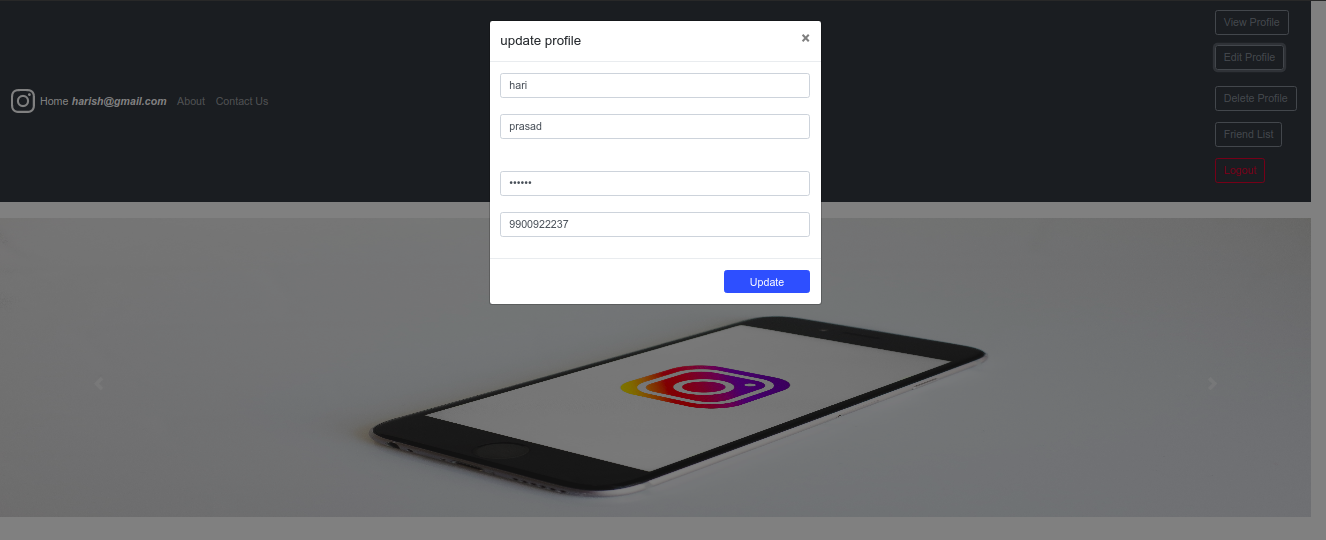 update profile ×
hari
prasad
••••••
9900922237
Update
Home harish@gmail.com About Contact Us
View Profile
Edit Profile
Delete Profile
Friend List
Logout